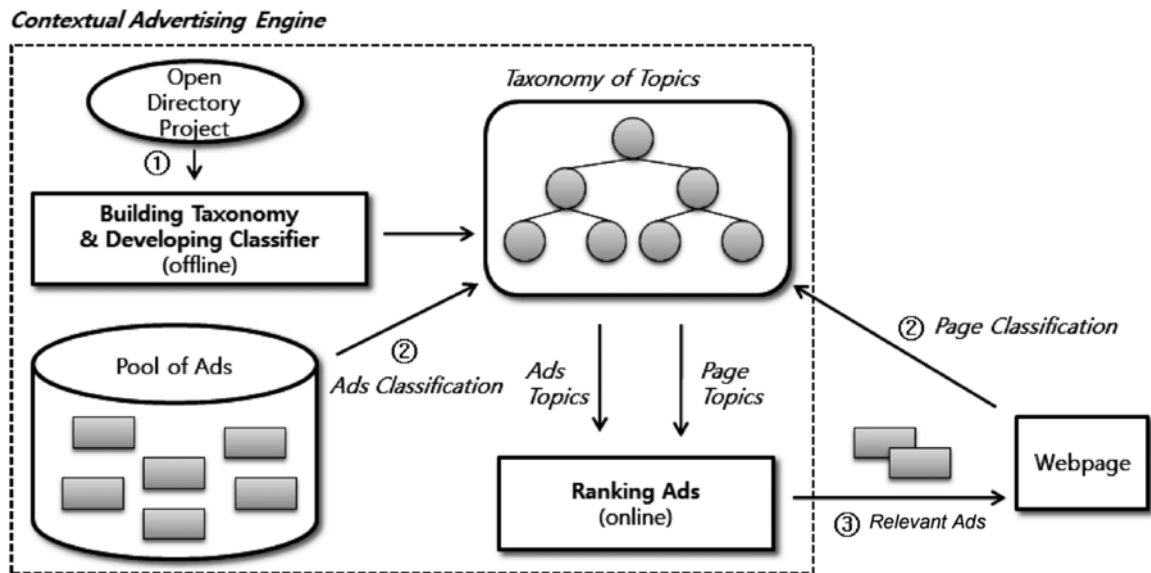 Contextual Advertising Engine
Open
Directory
Project
①
Building Taxonomy
& Developing Classifier
(offline)
Taxonomy of Topics
Pool of Ads
②
Ads Classification
Ads
Topics
Page
Topics
② Page Classification
Ranking Ads
(online)
Webpage
③ Relevant Ads